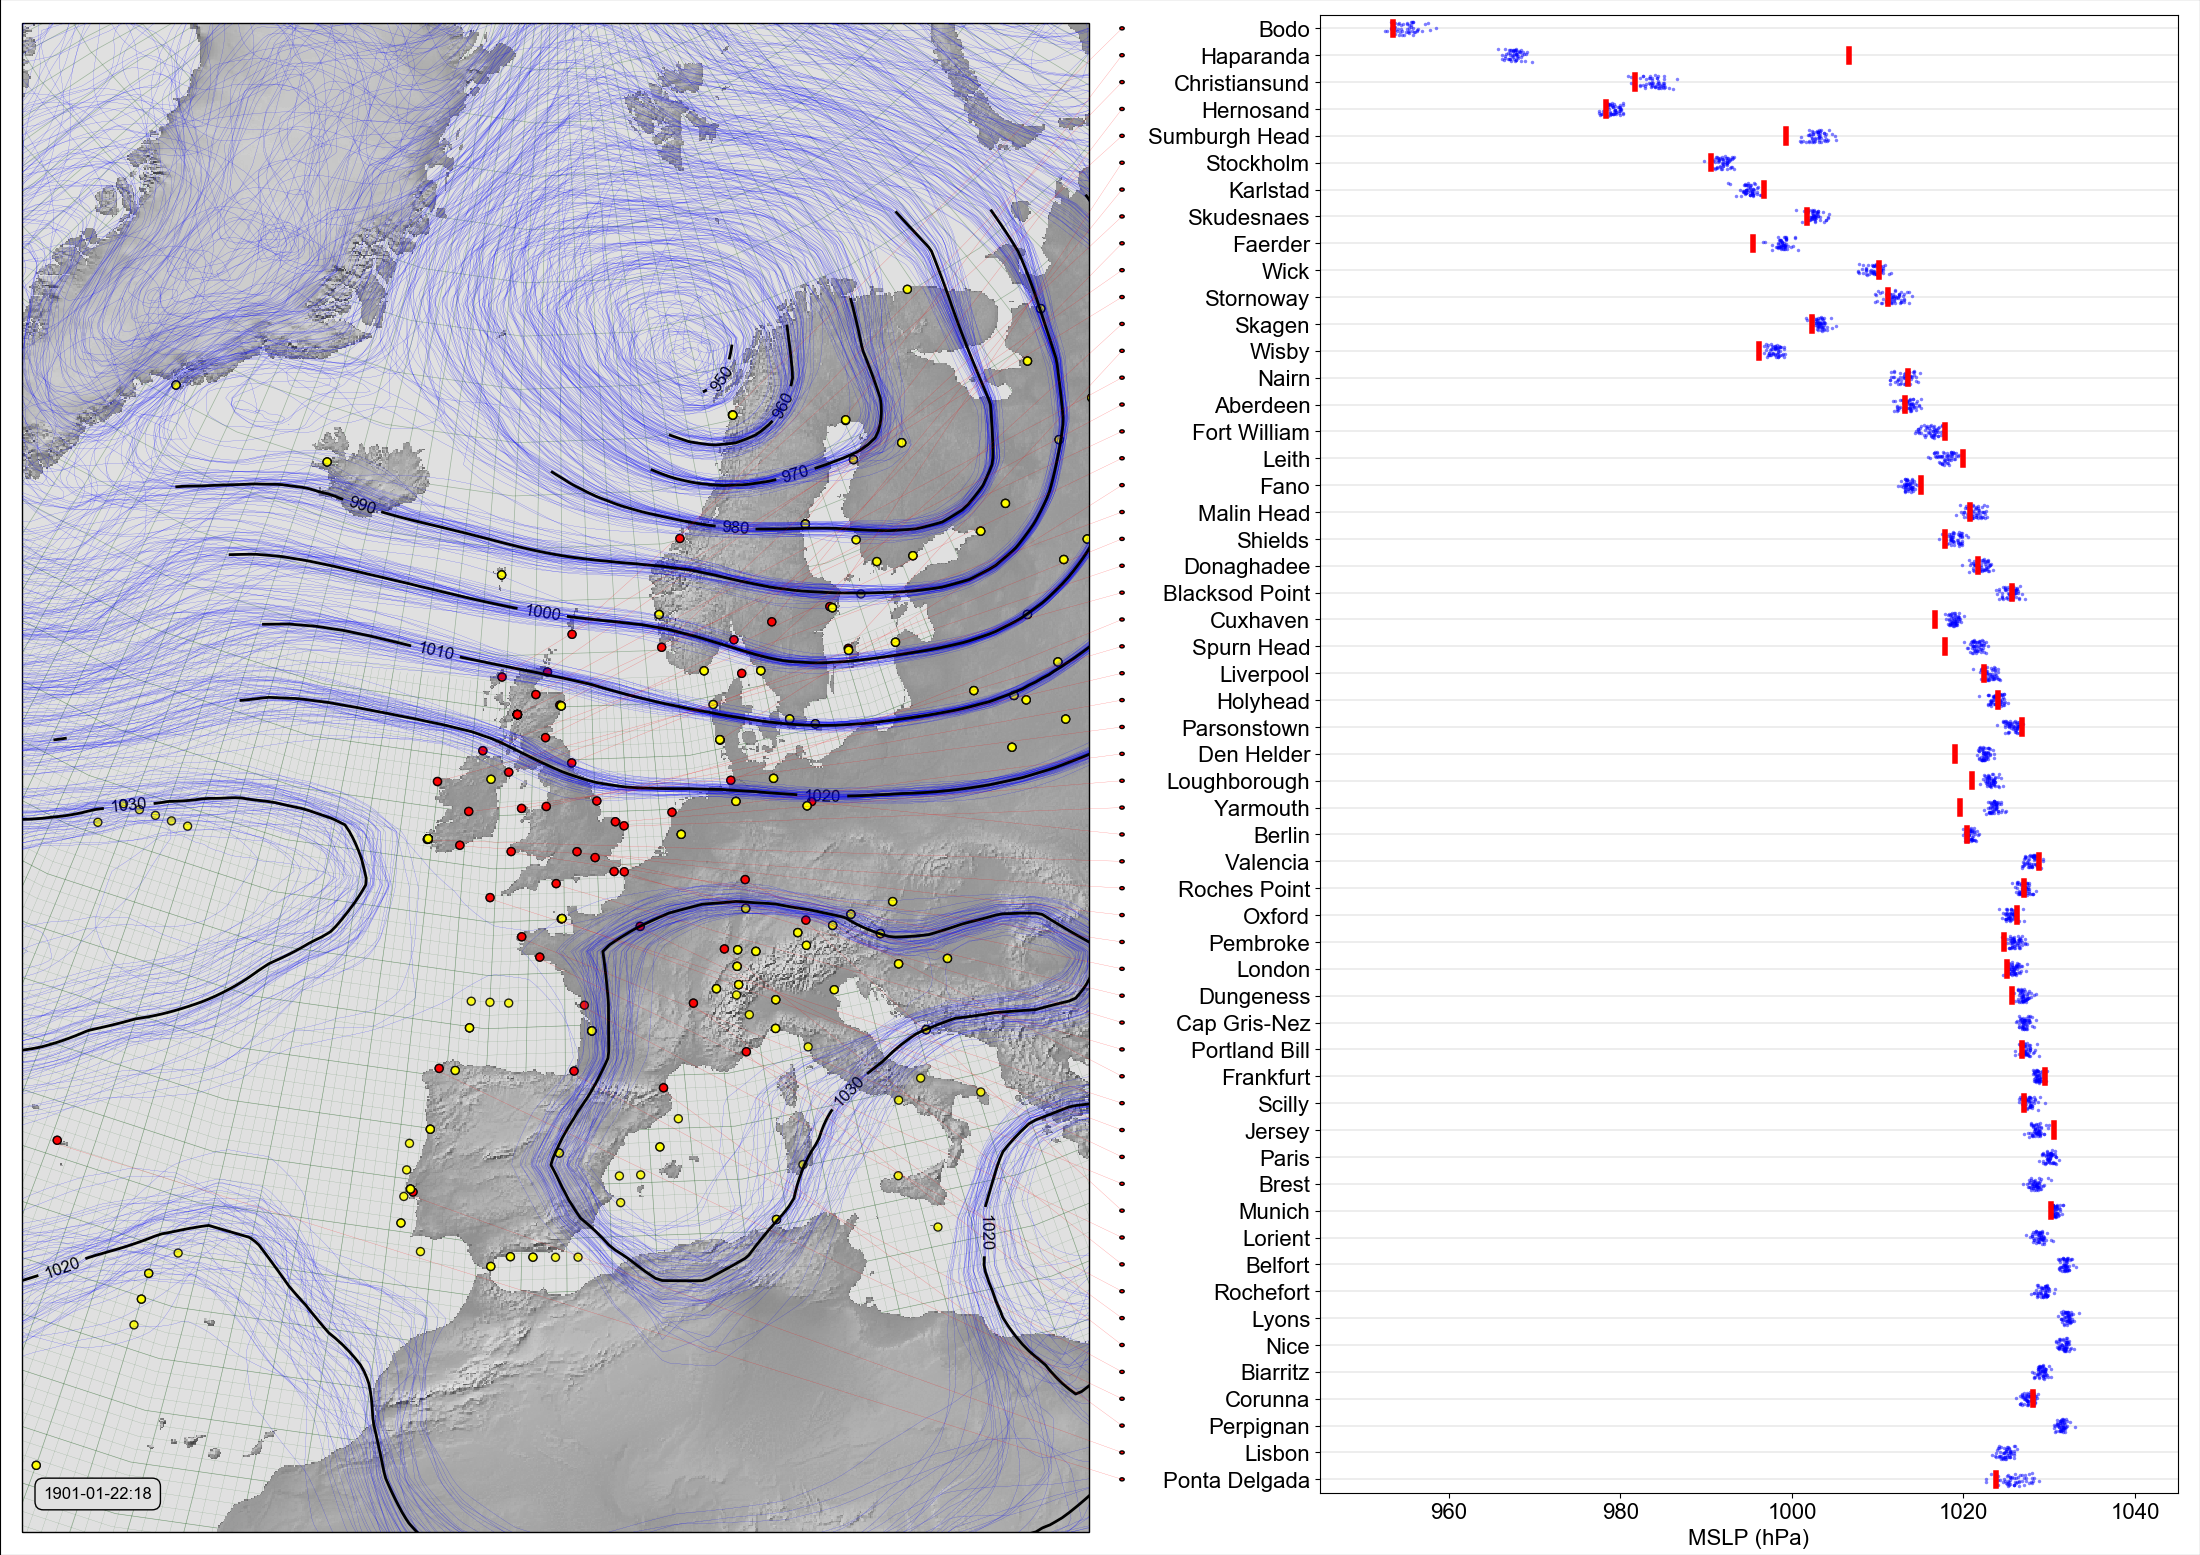 950
960
970
990
980
1000
1010
1030
1020
1030
1020
1020
1901-01-22:18
Bodo
Haparanda
Christiansund
Hernosand
Sumburgh Head
Stockholm
Karlstad
Skudesnaes
Faerder
Wick
Stornoway
Skagen
Wisby
Nairn
Aberdeen
Fort William
Leith
Fano
Malin Head
Shields
Donaghadee
Blacksod Point
Cuxhaven
Spurn Head
Liverpool
Holyhead
Parsonstown
Den Helder
Loughborough
Yarmouth
Berlin
Valencia
Roches Point
Oxford
Pembroke
London
Dungeness
Cap Gris-Nez
Portland Bill
Frankfurt
Scilly
Jersey
Paris
Brest
Munich
Lorient
Belfort
Rochefort
Lyons
Nice
Biarritz
Corunna
Perpignan
Lisbon
Ponta Delgada
960 980 1000 1020 1040
MSLP (hPa)